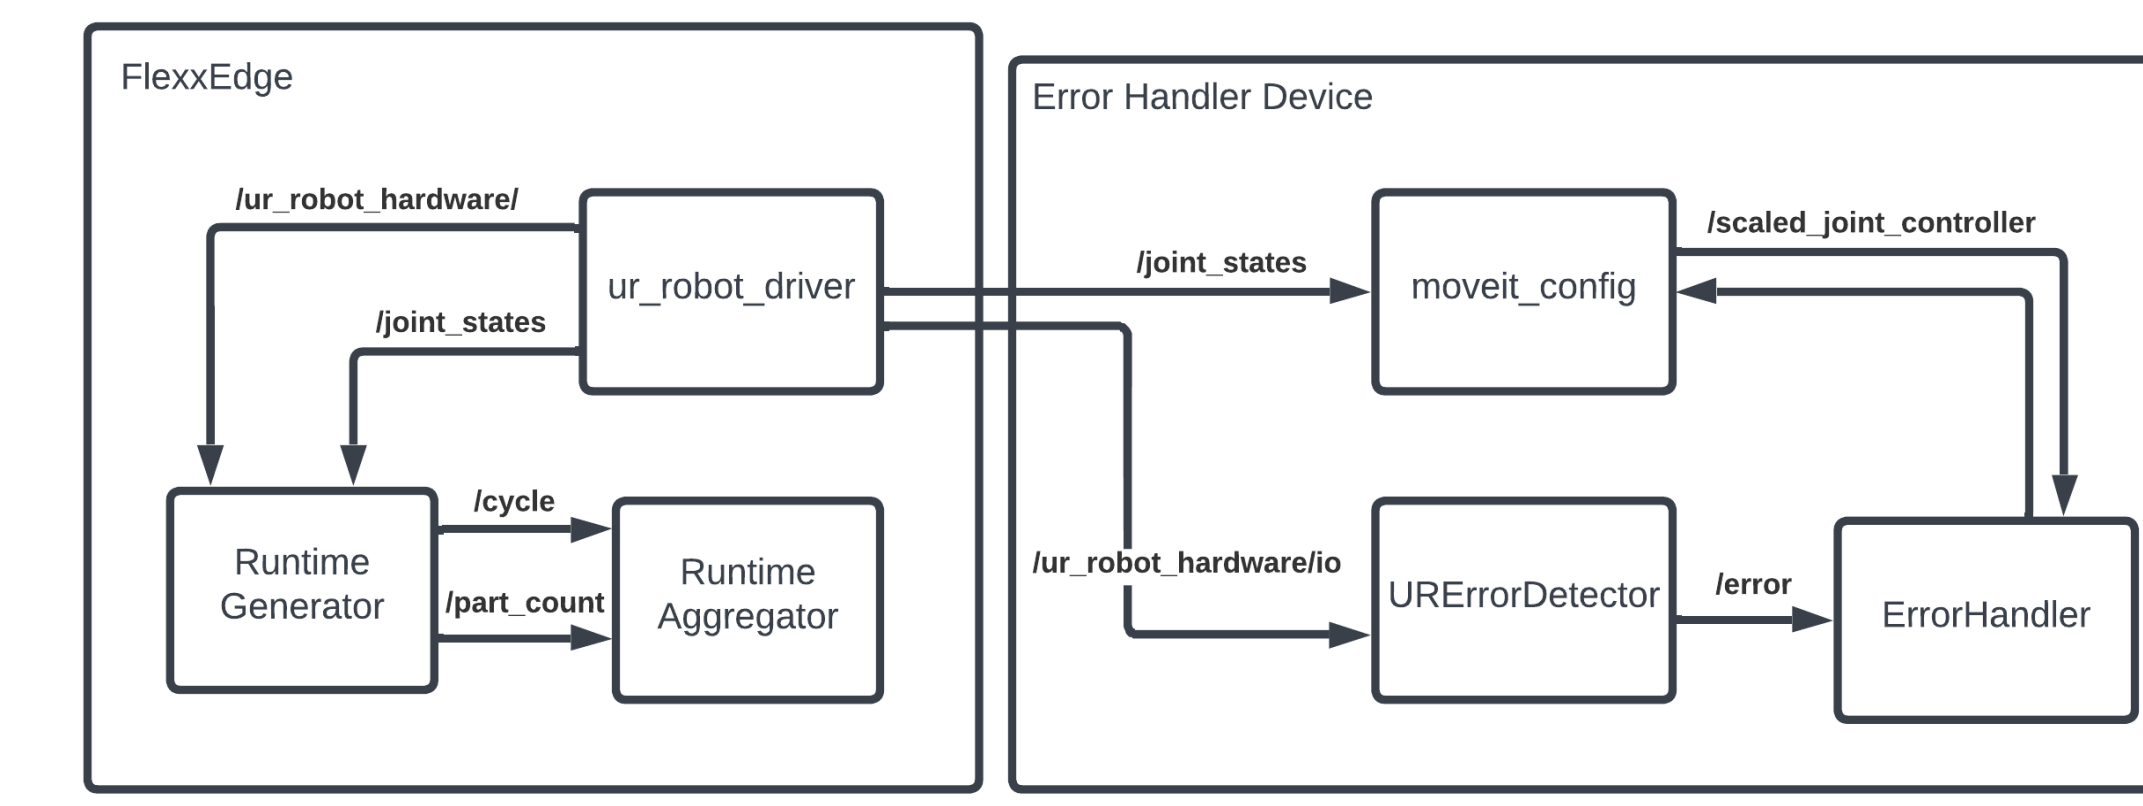 FlexxEdge
/ur_robot_hardware/
ur_robot_driver
/joint_states
Runtime
Generator
/cycle
/part_count
Runtime
Aggregator
Error Handler Device
/joint_states
moveit_config
/scaled_joint_controller
/ur_robot_hardware/io
URErrorDetector
/error
ErrorHandler